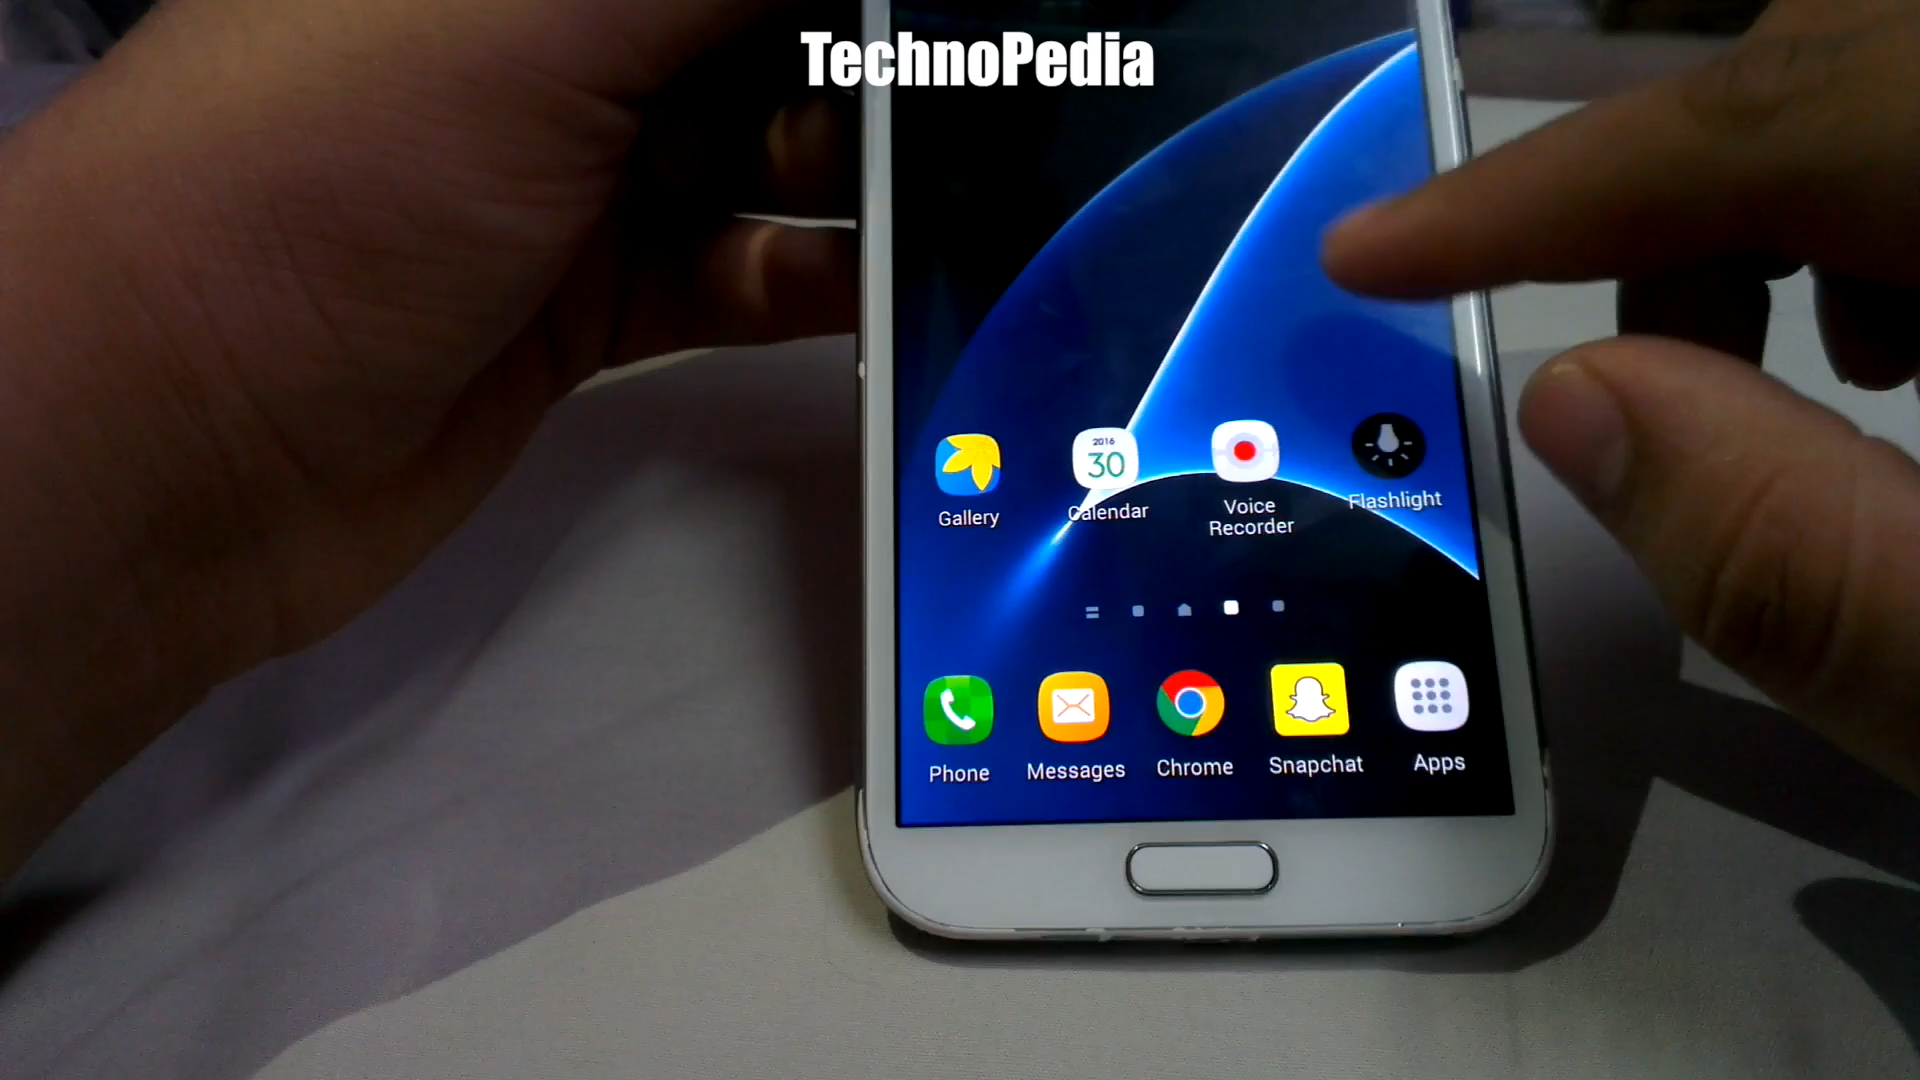 TechnoPedia
2016
30
Gallery
Calendar
Voice
Recorder
Flashlight
Phone
Messages
Chrome
Snapchat
Apps